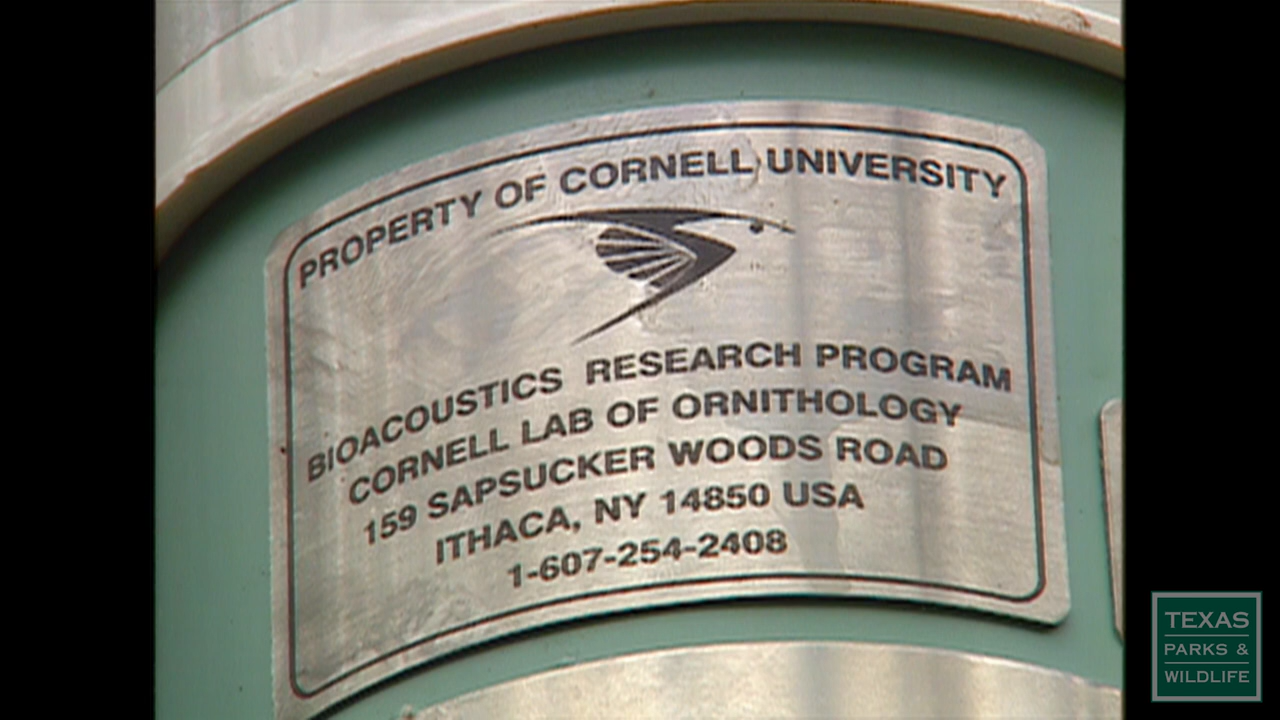 PROPERTY OF CORNELL UNIVERSITY
BIOACOUSTICS RESEARCH PROGRAM
CORNELL LAB OF ORNITHOLOGY
159 SAPSUCKER WOODS ROAD
ITHACA, NY 14850 USA
1-607-254-2408
TEXAS
PARKS &
WILDLIFE